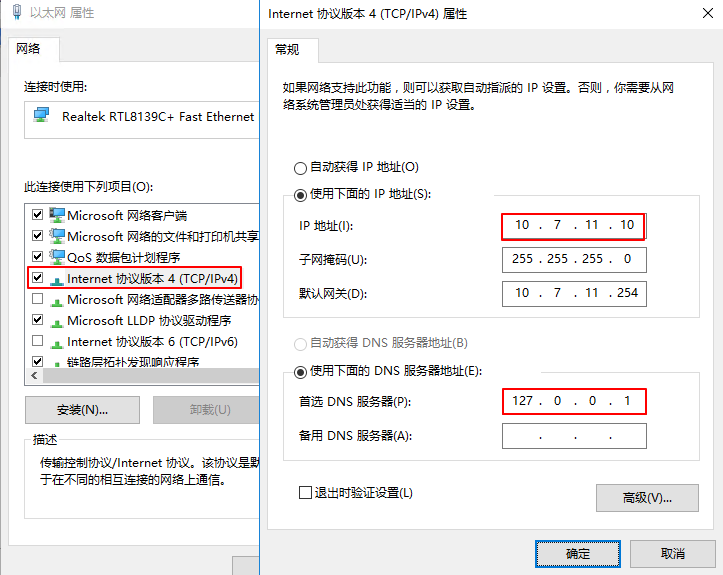 以太网 属性
网络
连接时使用:
Realtek RTL8139C+ Fast Ethernet
此连接使用下列项目(O):
Microsoft 网络客户端
Microsoft 网络的文件和打印机共享
QoS 数据包计划程序
Internet 协议版本 4 (TCP/IPv4)
Microsoft 网络适配器多路传送器协
Microsoft LLDP 协议驱动程序
Internet 协议版本 6 (TCP/IPv6)
链路层拓扑发现响应程序
安装(N)...
卸载(U)
描述
传输控制协议/Internet 协议。该协议是默
于在不同的相互连接的网络上通信。
Internet 协议版本 4 (TCP/IPv4) 属性
常规
如果网络支持此功能，则可以获取自动指派的 IP 设置。否则，你需要从网
络系统管理员处获得适当的 IP 设置。
自动获得 IP 地址(O)
使用下面的 IP 地址(S):
IP 地址(I): 10 . 7 . 11 . 10
子网掩码(U): 255 . 255 . 255 . 0
默认网关(D): 10 . 7 . 11 . 254
自动获得 DNS 服务器地址(B)
使用下面的 DNS 服务器地址(E):
首选 DNS 服务器(P): 127 . 0 . 0 . 1
备用 DNS 服务器(A): . . .
退出时验证设置(L)
高级(V)...
确定
取消